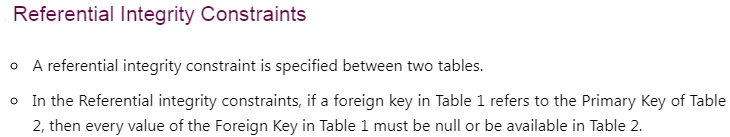 Referential Integrity Constraints
A referential integrity constraint is specified between two tables.
In the Referential integrity constraints, if a foreign key in Table 1 refers to the Primary Key of Table
2, then every value of the Foreign Key in Table 1 must be null or be available in Table 2.